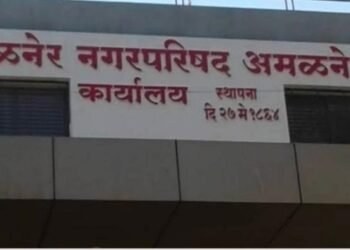 ळनेर नगरपरिषद अमळने
कार्यालय स्थापना
दि २७ मे १८६४